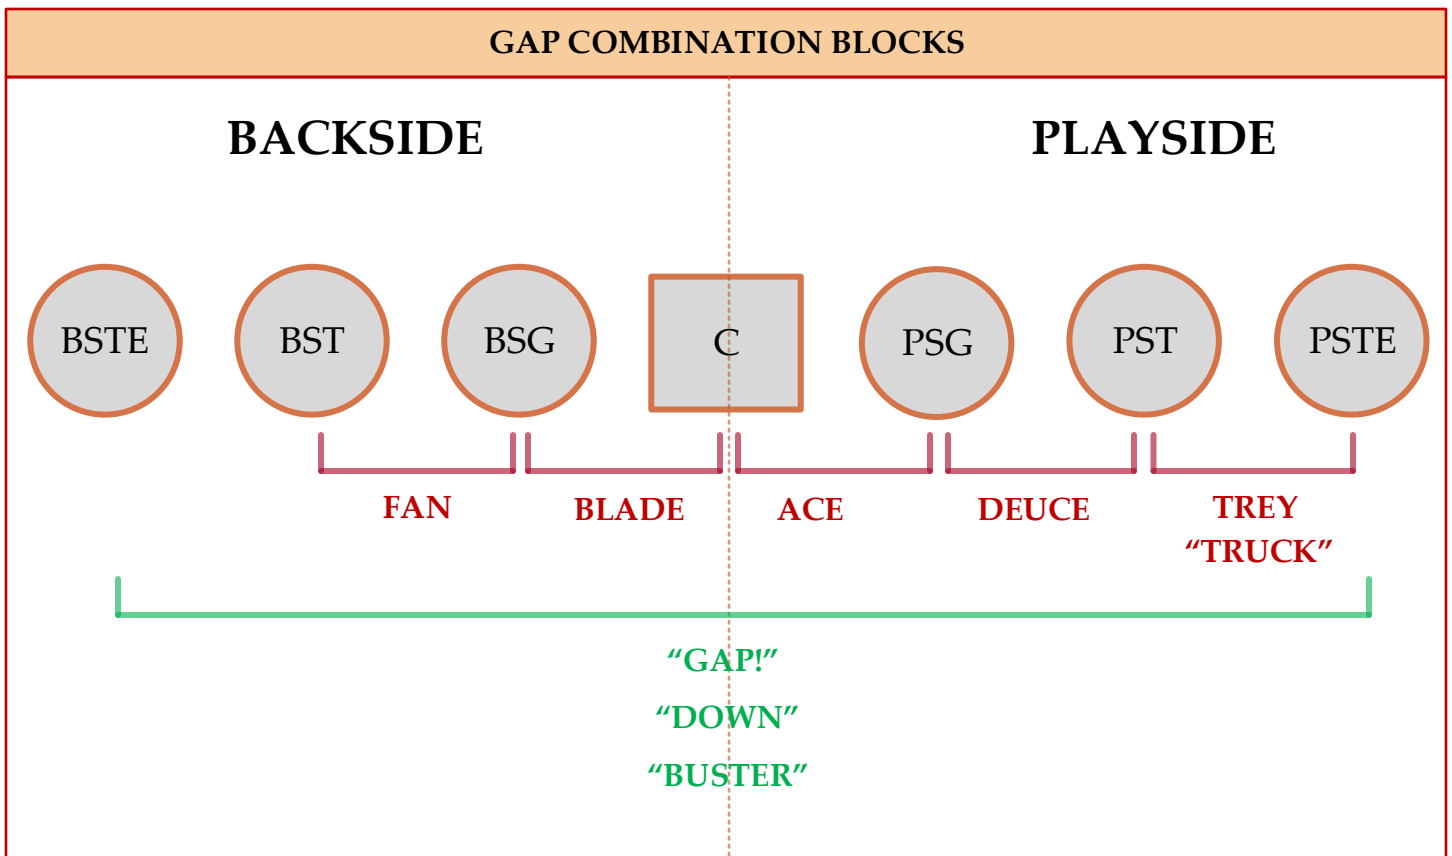 GAP COMBINATION BLOCKS
BACKSIDE PLAYSIDE
BSTE BST BSG C PSG PST PSTE
FAN BLADE ACE DEUCE TREY
“TRUCK”
“GAP!”
“DOWN”
“BUSTER”